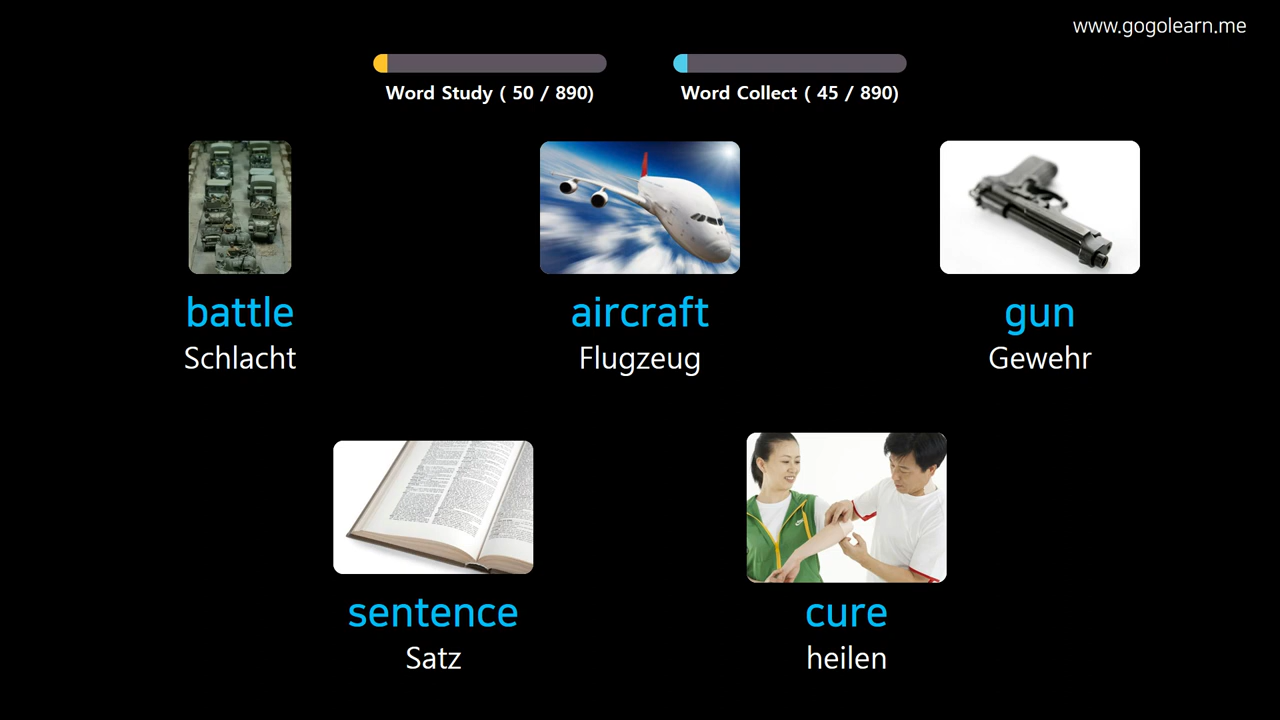 www.gogolearn.me
Word Study ( 50 / 890)
Word Collect ( 45 / 890)
battle
Schlacht
aircraft
Flugzeug
gun
Gewehr
sentence
Satz
cure
heilen